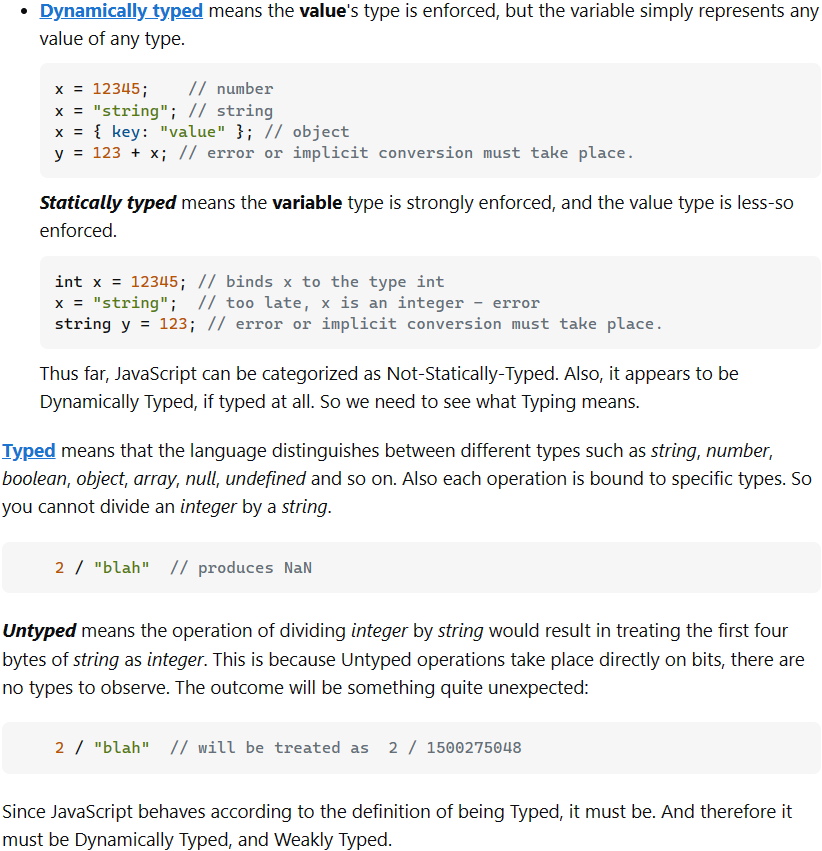 • Dynamically typed means the value's type is enforced, but the variable simply represents any
value of any type.
x = 12345;    // number
x = "string"; // string
x = { key: "value" }; // object
y = 123 + x; // error or implicit conversion must take place.
Statically typed means the variable type is strongly enforced, and the value type is less-so
enforced.
int x = 12345; // binds x to the type int
x = "string";  // too late, x is an integer - error
string y = 123; // error or implicit conversion must take place.
Thus far, JavaScript can be categorized as Not-Statically-Typed. Also, it appears to be
Dynamically Typed, if typed at all. So we need to see what Typing means.
Typed means that the language distinguishes between different types such as string, number,
boolean, object, array, null, undefined and so on. Also each operation is bound to specific types. So
you cannot divide an integer by a string.
2 / "blah"  // produces NaN
Untyped means the operation of dividing integer by string would result in treating the first four
bytes of string as integer. This is because Untyped operations take place directly on bits, there are
no types to observe. The outcome will be something quite unexpected:
2 / "blah"  // will be treated as  2 / 1500275048
Since JavaScript behaves according to the definition of being Typed, it must be. And therefore it
must be Dynamically Typed, and Weakly Typed.